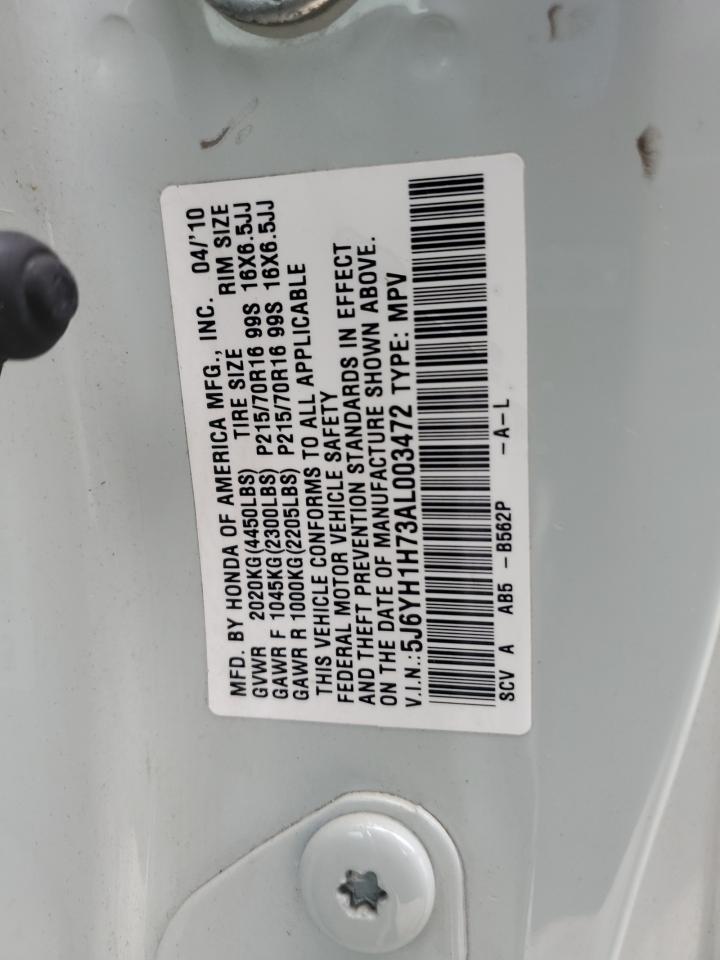 MFD. BY HONDA OF AMERICA MFG., INC. 04/'10
GVWR 2020KG(4450LBS) TIRE SIZE RIM SIZE
GAWR F 1045KG(2300LBS) P215/70R16 99S 16X6.5JJ
GAWR R 1000KG(2205LBS) P215/70R16 99S 16X6.5JJ
THIS VEHICLE CONFORMS TO ALL APPLICABLE
FEDERAL MOTOR VEHICLE SAFETY
AND THEFT PREVENTION STANDARDS IN EFFECT
ON THE DATE OF MANUFACTURE SHOWN ABOVE.
V.I.N.:5J6YH1H73AL003472 TYPE: MPV
SCV A AB5 - B562P -A-L